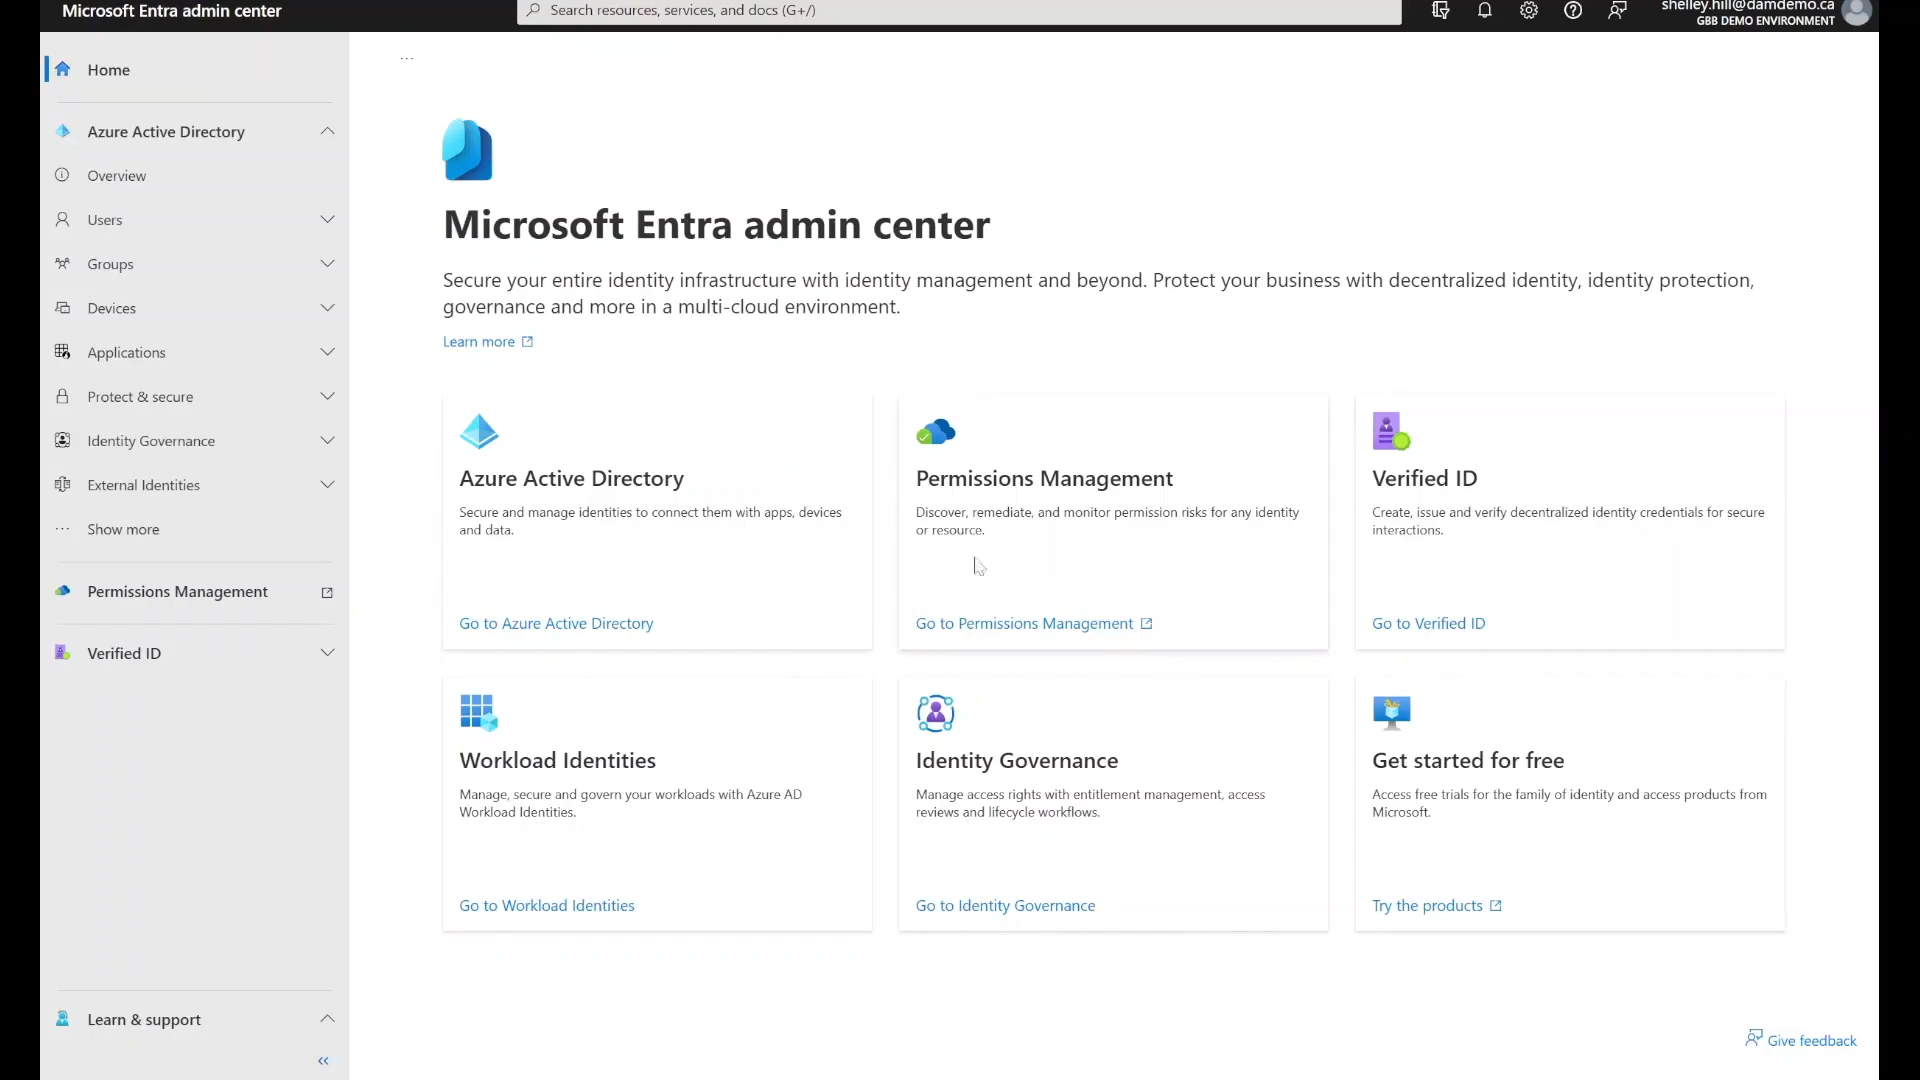 Microsoft Entra admin center
Search resources, services, and docs (G+/)
shelley.hill@damdemo.ca
GBB DEMO ENVIRONMENT
Home
Azure Active Directory
Overview
Users
Groups
Devices
Applications
Protect & secure
Identity Governance
External Identities
... Show more
Permissions Management
Verified ID
Learn & support
...
Microsoft Entra admin center
Secure your entire identity infrastructure with identity management and beyond. Protect your business with decentralized identity, identity protection,
governance and more in a multi-cloud environment.
Learn more
Azure Active Directory
Secure and manage identities to connect them with apps, devices
and data.
Go to Azure Active Directory
Permissions Management
Discover, remediate, and monitor permission risks for any identity
or resource.
Go to Permissions Management
Verified ID
Create, issue and verify decentralized identity credentials for secure
interactions.
Go to Verified ID
Workload Identities
Manage, secure and govern your workloads with Azure AD
Workload Identities.
Go to Workload Identities
Identity Governance
Manage access rights with entitlement management, access
reviews and lifecycle workflows.
Go to Identity Governance
Get started for free
Access free trials for the family of identity and access products from
Microsoft.
Try the products
Give feedback